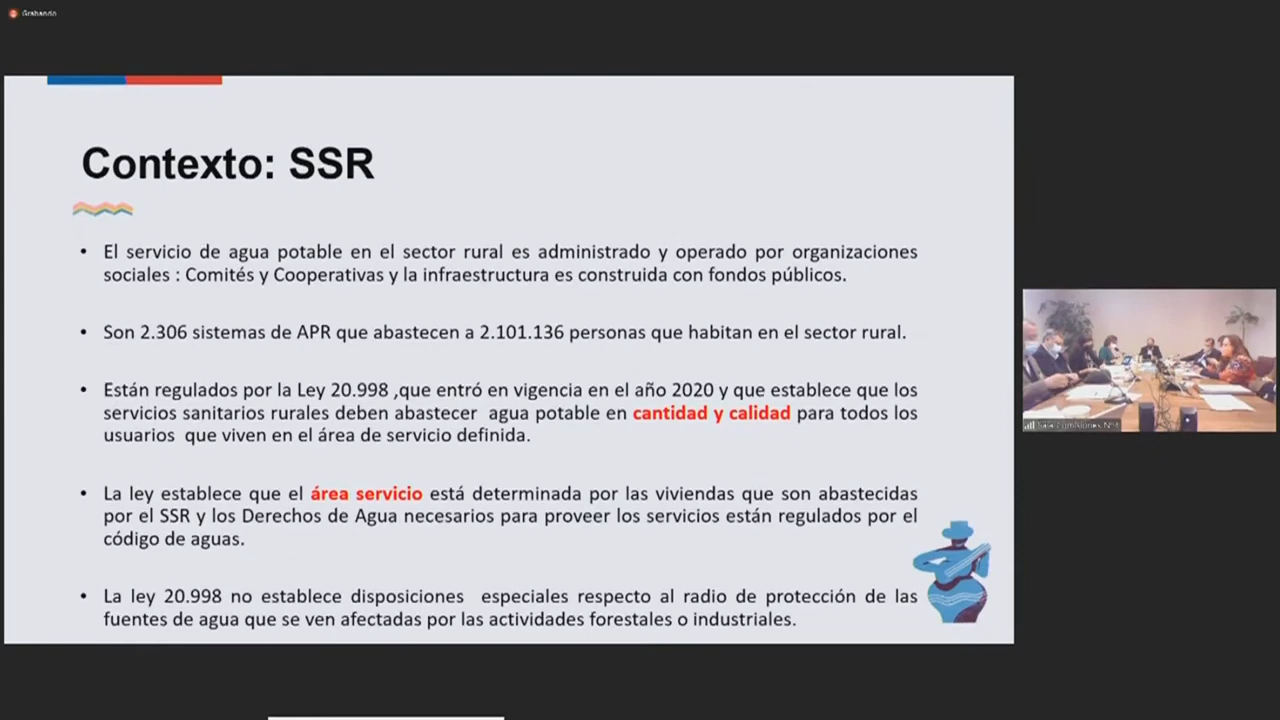 Grabando
Contexto: SSR
• El servicio de agua potable en el sector rural es administrado y operado por organizaciones
sociales : Comités y Cooperativas y la infraestructura es construida con fondos públicos.
• Son 2.306 sistemas de APR que abastecen a 2.101.136 personas que habitan en el sector rural.
• Están regulados por la Ley 20.998 ,que entró en vigencia en el año 2020 y que establece que los
servicios sanitarios rurales deben abastecer agua potable en cantidad y calidad para todos los
usuarios que viven en el área de servicio definida.
• La ley establece que el área servicio está determinada por las viviendas que son abastecidas
por el SSR y los Derechos de Agua necesarios para proveer los servicios están regulados por el
código de aguas.
• La ley 20.998 no establece disposiciones especiales respecto al radio de protección de las
fuentes de agua que se ven afectadas por las actividades forestales o industriales.
Sala Comisiones